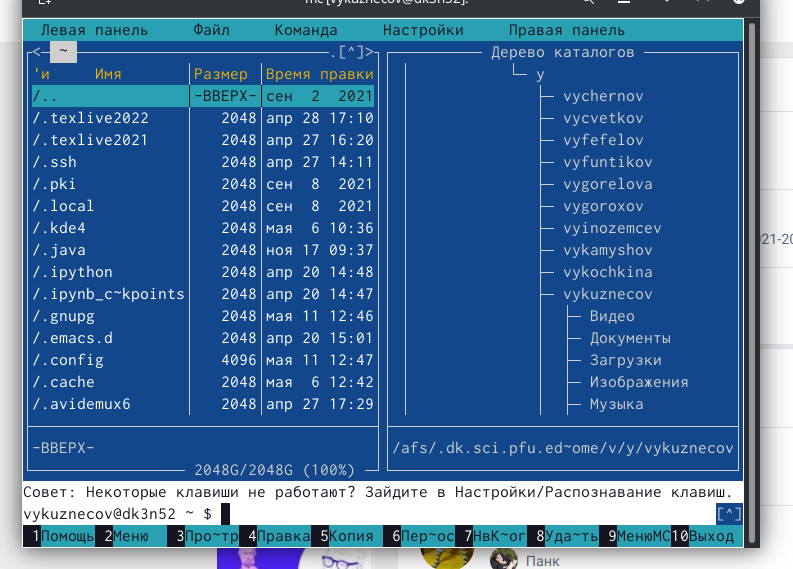 mc [vykuznecov@dk3n52]:
Левая панель Файл Команда Настройки Правая панель
<- ~ .[^]>
Дерево каталогов
'и Имя Размер Время правки
/.. -ВВЕРХ- сен 2 2021
/.texlive2022 2048 апр 28 17:10
/.texlive2021 2048 апр 27 16:20
/.ssh 2048 апр 27 14:11
/.pki 2048 сен 8 2021
/.local 2048 сен 8 2021
/.kde4 2048 мая 6 10:36
/.java 2048 ноя 17 09:37
/.ipython 2048 апр 20 14:48
/.ipynb_c~kpoints 2048 апр 20 14:47
/.gnupg 2048 мая 11 12:46
/.emacs.d 2048 апр 20 15:01
/.config 4096 мая 11 12:47
/.cache 2048 мая 6 12:42
/.avidemux6 2048 апр 27 17:29
-ВВЕРХ-
2048G/2048G (100%)
y
vychernov
vycvetkov
vyfefelov
vyfuntikov
vygorelova
vygoroxov
vyinozemcev
vykamyshov
vykochkina
vykuznecov
Видео
Документы
Загрузки
Изображения
Музыка
/afs/.dk.sci.pfu.ed~ome/v/y/vykuznecov
Совет: Некоторые клавиши не работают? Зайдите в Настройки/Распознавание клавиш.
vykuznecov@dk3n52 ~ $ [^]
1Помощь 2Меню 3Про~тр 4Правка 5Копия 6Пер~ос 7НвК~ог 8Уда~ть 9МенюМС 10Выход
021-20
Панк